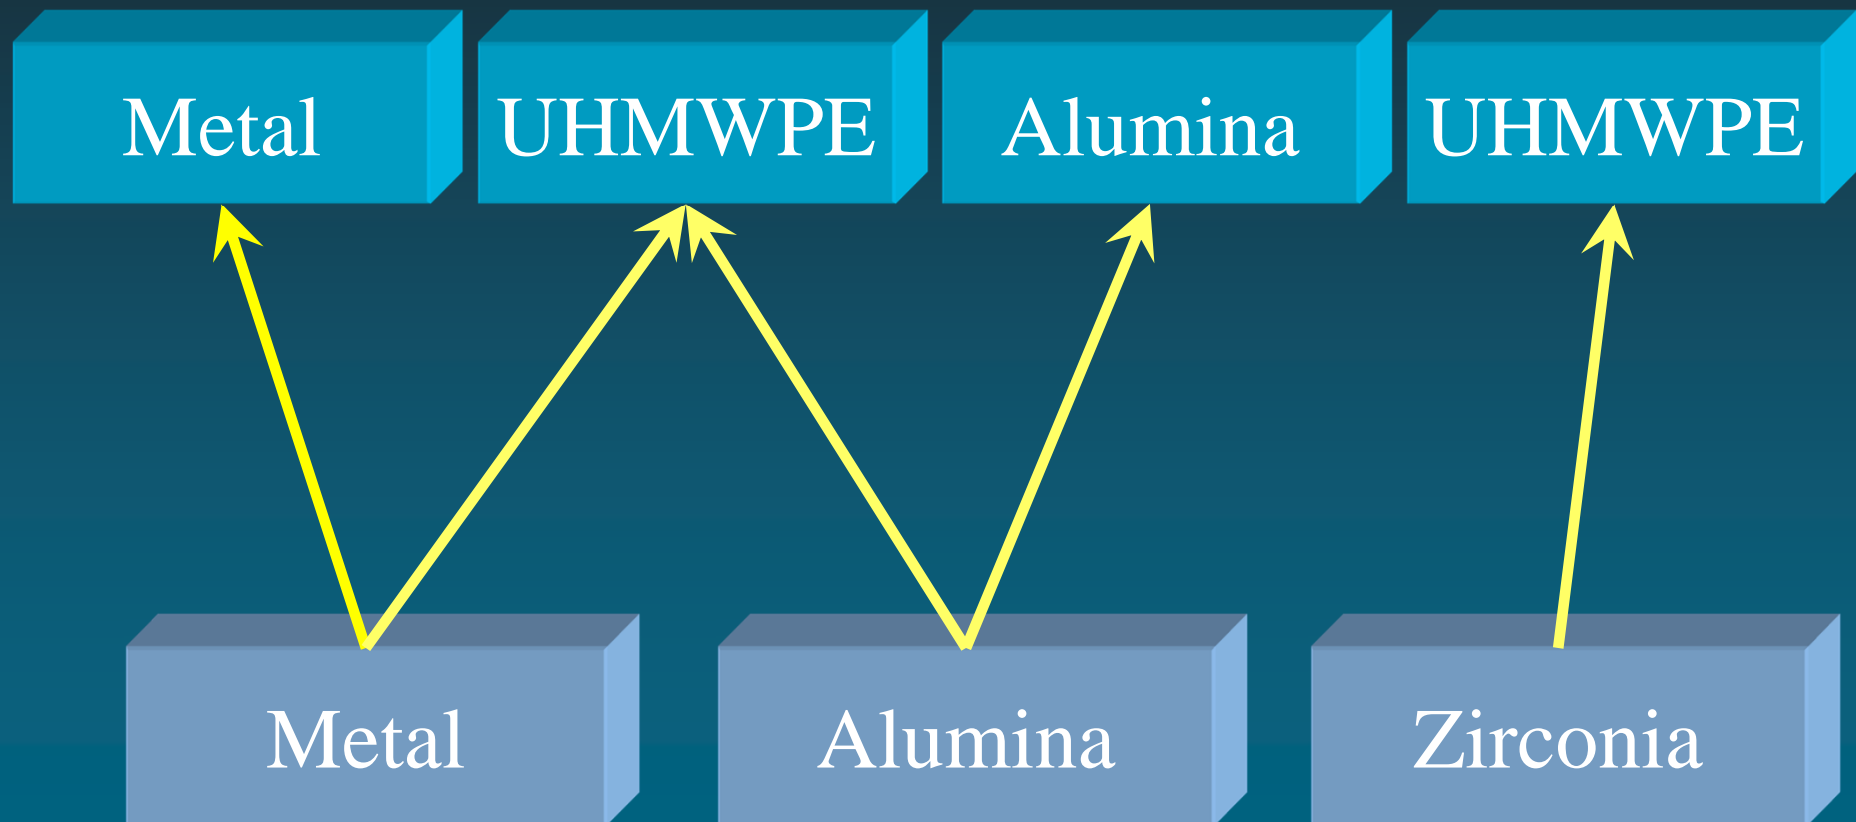 Metal
UHMWPE
Alumina
UHMWPE
Metal
Alumina
Zirconia